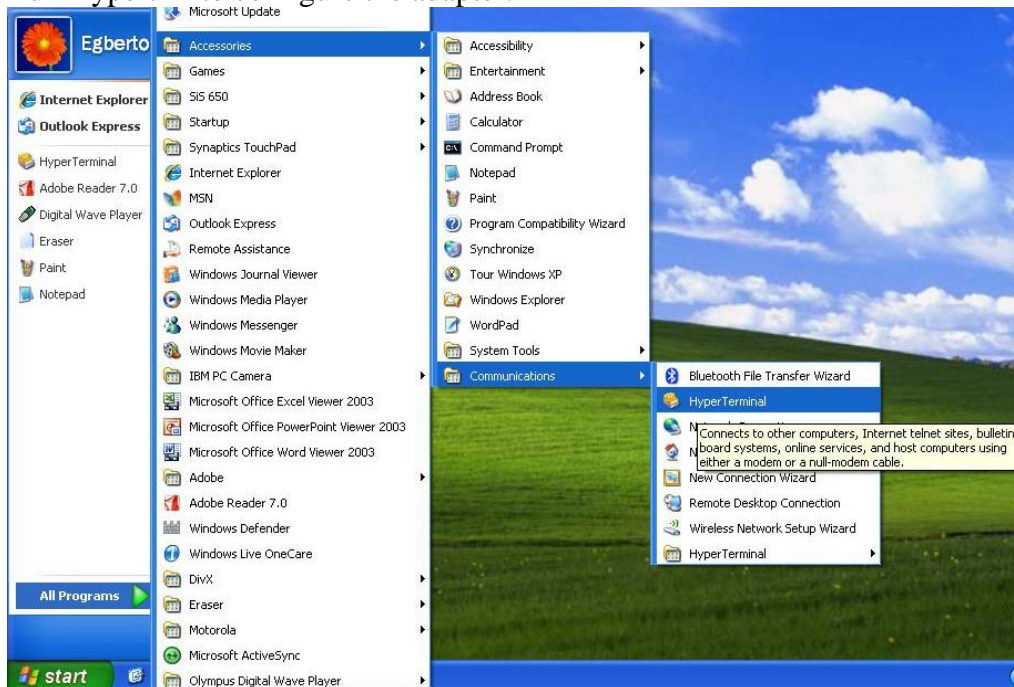 to configure the adapter.
Microsoft Update
Egberto
Internet Explorer
Outlook Express
HyperTerminal
Adobe Reader 7.0
Digital Wave Player
Eraser
Paint
Notepad
All Programs
start
Accessories
Games
SiS 650
Startup
Synaptics TouchPad
Internet Explorer
MSN
Outlook Express
Remote Assistance
Windows Journal Viewer
Windows Media Player
Windows Messenger
Windows Movie Maker
IBM PC Camera
Microsoft Office Excel Viewer 2003
Microsoft Office PowerPoint Viewer 2003
Microsoft Office Word Viewer 2003
Adobe
Adobe Reader 7.0
Windows Defender
Windows Live OneCare
DivX
Eraser
Motorola
Microsoft ActiveSync
Olympus Digital Wave Player
Accessibility
Entertainment
Address Book
Calculator
Command Prompt
Notepad
Paint
Program Compatibility Wizard
Synchronize
Tour Windows XP
Windows Explorer
WordPad
System Tools
Communications
Bluetooth File Transfer Wizard
HyperTerminal
Connects to other computers, Internet telnet sites, bulletin
board systems, online services, and host computers using
either a modem or a null-modem cable.
New Connection Wizard
Remote Desktop Connection
Wireless Network Setup Wizard
HyperTerminal